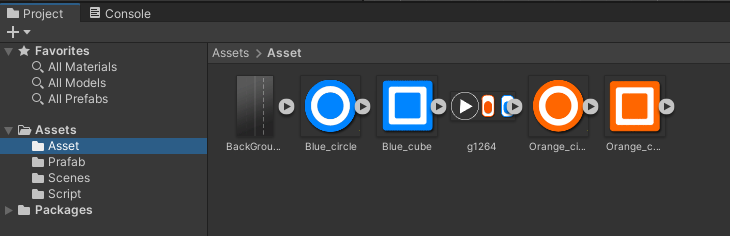 Project
Console
Favorites
All Materials
All Models
All Prefabs
Assets
Asset
Prafab
Scenes
Script
Packages
Assets > Asset
BackGrou...
Blue_circle
Blue_cube
g1264
Orange_ci...
Orange_c...